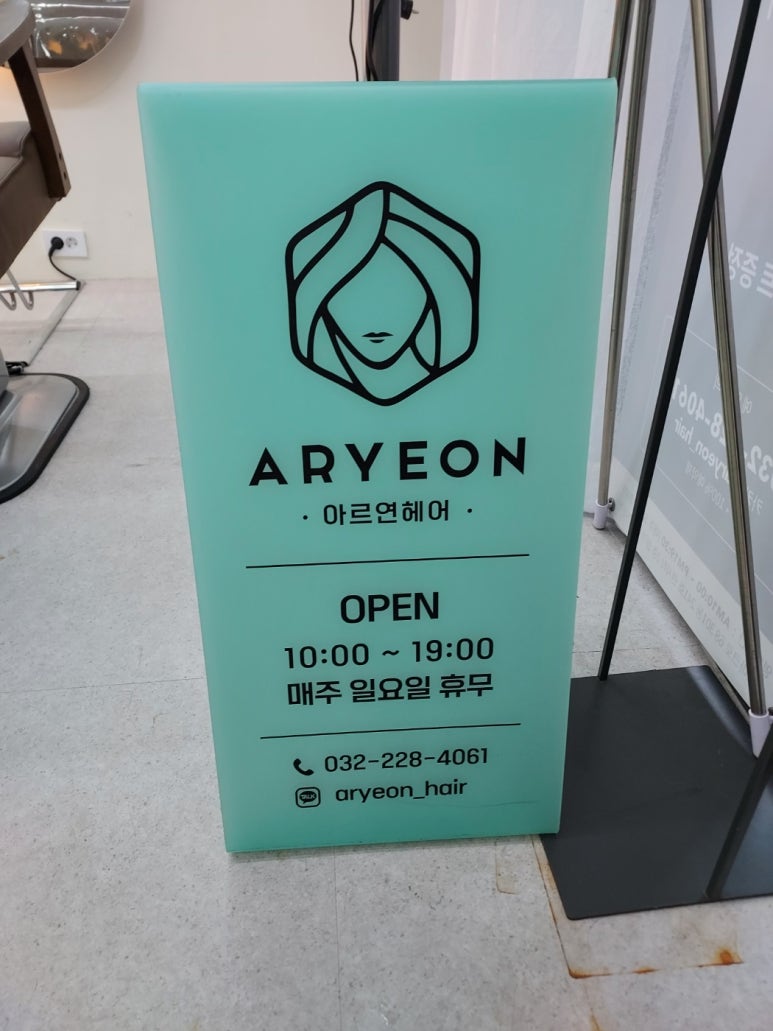 ARYEON
· 아르연헤어 ·
OPEN
10:00 ~ 19:00
매주 일요일 휴무
032-228-4061
TALK aryeon_hair